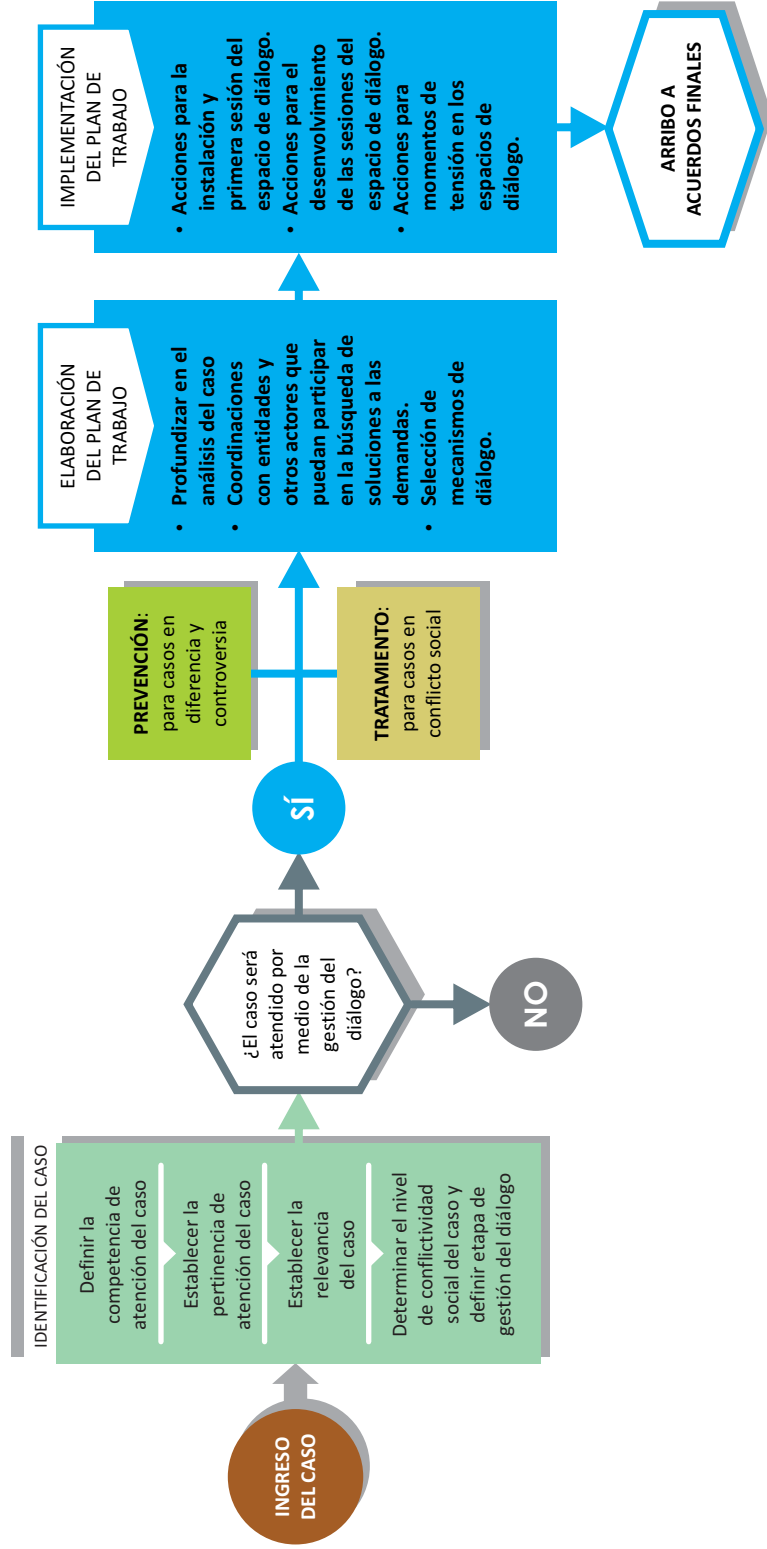 INGRESO
DEL CASO
IDENTIFICACIÓN DEL CASO
Definir la
competencia de
atención del caso
Establecer la
pertinencia de
atención del caso
Establecer la
relevancia
del caso
Determinar el nivel
de conflictividad
social del caso y
definir etapa de
gestión del diálogo
¿El caso será
atendido por
medio de la
gestión del
diálogo?
NO
SÍ
PREVENCIÓN:
para casos en
diferencia y
controversia
TRATAMIENTO:
para casos en
conflicto social
ELABORACIÓN
DEL PLAN DE
TRABAJO
• Profundizar en el
análisis del caso
• Coordinaciones
con entidades y
otros actores que
puedan participar
en la búsqueda de
soluciones a las
demandas.
• Selección de
mecanismos de
diálogo.
IMPLEMENTACIÓN
DEL PLAN DE
TRABAJO
• Acciones para la
instalación y
primera sesión del
espacio de diálogo.
• Acciones para el
desenvolvimiento
de las sesiones del
espacio de diálogo.
• Acciones para
momentos de
tensión en los
espacios de
diálogo.
ARRIBO A
ACUERDOS FINALES